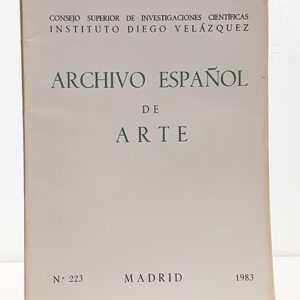 CONSEJO SUPERIOR DE INVESTIGACIONES CIENTÍFICAS
INSTITUTO DIEGO VELÁZQUEZ
ARCHIVO ESPAÑOL
DE
ARTE
N.º 223 MADRID 1983